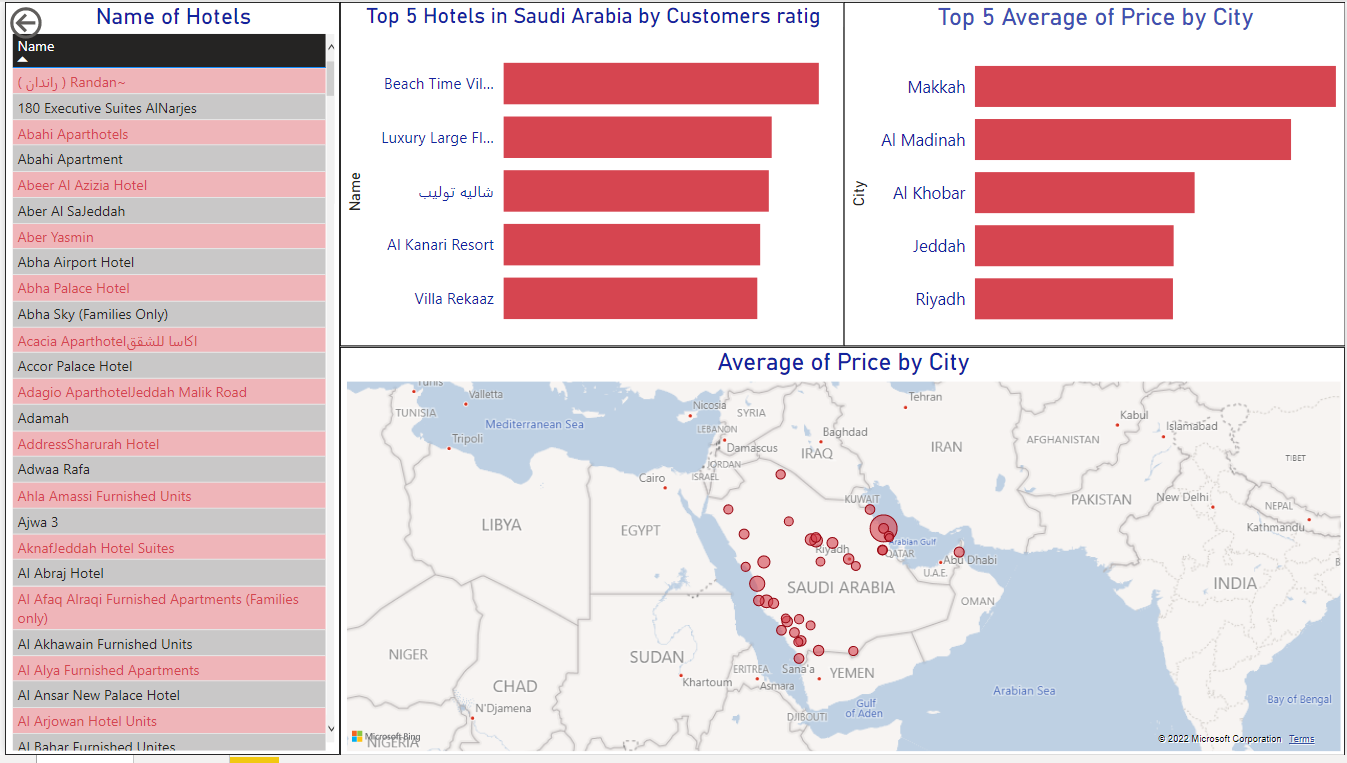 Name of Hotels
Name
( راندان ) Randan~
180 Executive Suites AlNarjes
Abahi Aparthotels
Abahi Apartment
Abeer Al Azizia Hotel
Aber Al SaJeddah
Aber Yasmin
Abha Airport Hotel
Abha Palace Hotel
Abha Sky (Families Only)
Acacia Aparthotelاكاسا للشقق
Accor Palace Hotel
Adagio AparthotelJeddah Malik Road
Adamah
AddressSharurah Hotel
Adwaa Rafa
Ahla Amassi Furnished Units
Ajwa 3
AknafJeddah Hotel Suites
Al Abraj Hotel
Al Afaq Alraqi Furnished Apartments (Families
only)
Al Akhawain Furnished Units
Al Alya Furnished Apartments
Al Ansar New Palace Hotel
Al Arjowan Hotel Units
Al Bahar Furnished Unites
Top 5 Hotels in Saudi Arabia by Customers ratig
Name
Beach Time Vil...
Luxury Large Fl...
شاليه توليب
Al Kanari Resort
Villa Rekaaz
Top 5 Average of Price by City
City
Makkah
Al Madinah
Al Khobar
Jeddah
Riyadh
Average of Price by City
Tunis
Valletta
TUNISIA
Mediterranean Sea
Tripoli
Nicosia
SYRIA
LEBANON
Damascus
Baghdad
IRAQ
Tehran
IRAN
Kabul
Islamabad
AFGHANISTAN
TIBET
JORDAN
ISRAEL
Cairo
KUWAIT
PAKISTAN
New Delhi
NEPAL
Kathmandu
LIBYA
EGYPT
Riyadh
Arabian Gulf
QATAR
Abu Dhabi
U.A.E.
SAUDI ARABIA
OMAN
INDIA
NIGER
CHAD
SUDAN
Khartoum
ERITREA
Asmara
Sana'a
YEMEN
Arabian Sea
Bay of Bengal
N'Djamena
DJIBOUTI
Gulf
of Aden
NIGERIA
Microsoft Bing
© 2022 Microsoft Corporation Terms